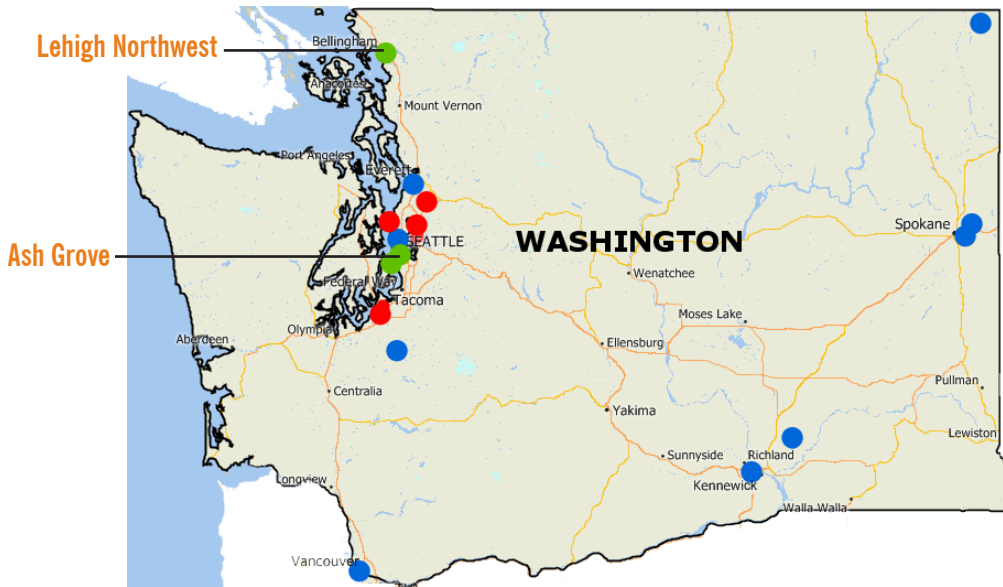 Lehigh Northwest
Bellingham
Anacortes
Mount Vernon
Port Angeles
Everett
Spokane
SEATTLE
WASHINGTON
Ash Grove
Wenatchee
Federal Way
Tacoma
Moses Lake
Olympia
Aberdeen
Ellensburg
Pullman
Centralia
Yakima
Lewiston
Sunnyside
Richland
Longview
Kennewick
Walla Walla
Vancouver